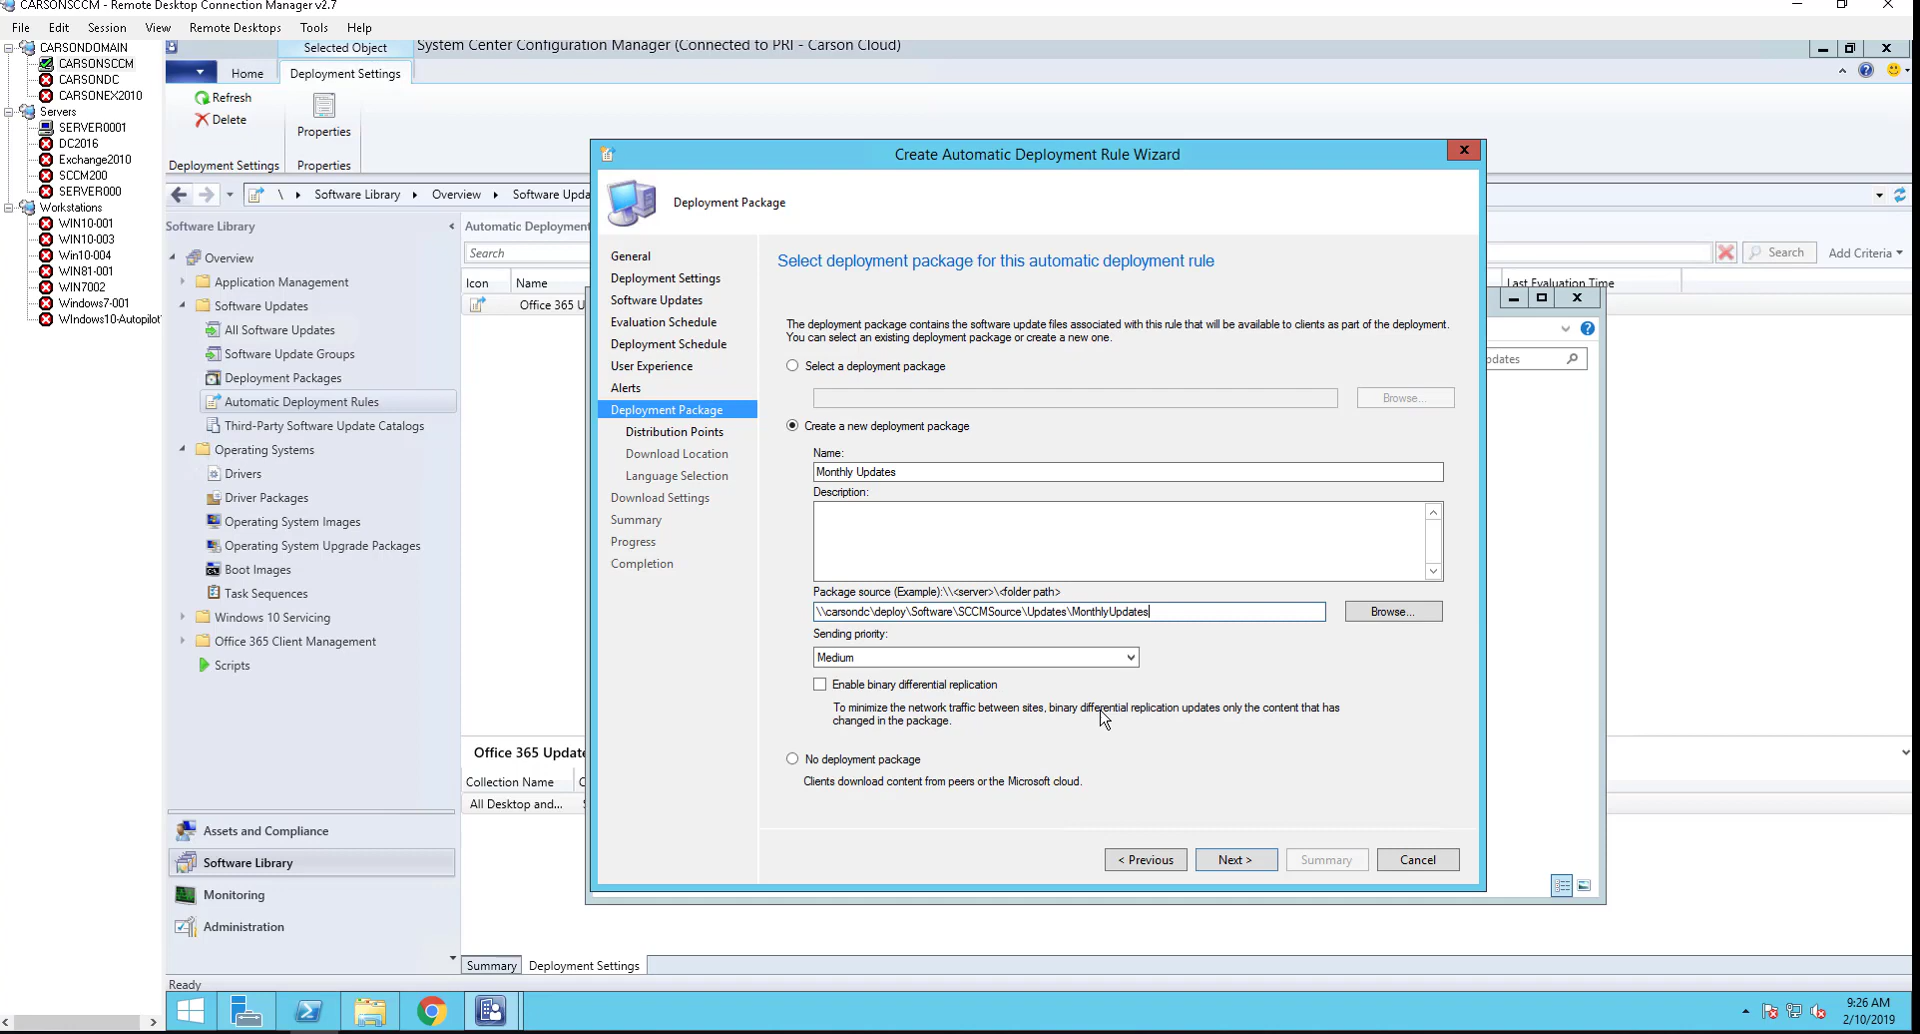 CARSONSCCM - Remote Desktop Connection Manager v2.7
File Edit Session View Remote Desktops Tools Help
CARSONDOMAIN
CARSONSCCM
CARSONDC
CARSONEX2010
Servers
SERVER0001
DC2016
Exchange2010
SCCM200
SERVER000
Workstations
WIN10-001
WIN10-003
Win10-004
WIN81-001
WIN7002
Windows7-001
WIndows10-Autopilot
Selected Object
System Center Configuration Manager (Connected to PRI - Carson Cloud)
Home
Deployment Settings
Refresh
Delete
Properties
Deployment Settings
Properties
\ Software Library Overview Software Upda
Software Library
Overview
Application Management
Software Updates
All Software Updates
Software Update Groups
Deployment Packages
Automatic Deployment Rules
Third-Party Software Update Catalogs
Operating Systems
Drivers
Driver Packages
Operating System Images
Operating System Upgrade Packages
Boot Images
Task Sequences
Windows 10 Servicing
Office 365 Client Management
Scripts
Assets and Compliance
Software Library
Monitoring
Administration
Automatic Deployment
Search
Search
Add Criteria
Icon Name
Last Evaluation Time
Office 365 U
pdates
Create Automatic Deployment Rule Wizard
Deployment Package
General
Deployment Settings
Software Updates
Evaluation Schedule
Deployment Schedule
User Experience
Alerts
Deployment Package
Distribution Points
Download Location
Language Selection
Download Settings
Summary
Progress
Completion
Select deployment package for this automatic deployment rule
The deployment package contains the software update files associated with this rule that will be available to clients as part of the deployment.
You can select an existing deployment package or create a new one.
Select a deployment package
Browse...
Create a new deployment package
Name:
Monthly Updates
Description:
Package source (Example):\\<server>\<folder path>
\\carsondc\deploy\Software\SCCMSource\Updates\MonthlyUpdates
Browse...
Sending priority:
Medium
Enable binary differential replication
To minimize the network traffic between sites, binary differential replication updates only the content that has
changed in the package.
No deployment package
Clients download content from peers or the Microsoft cloud.
< Previous
Next >
Summary
Cancel
Office 365 Update
Collection Name
All Desktop and...
Summary
Deployment Settings
Ready
9:26 AM
2/10/2019